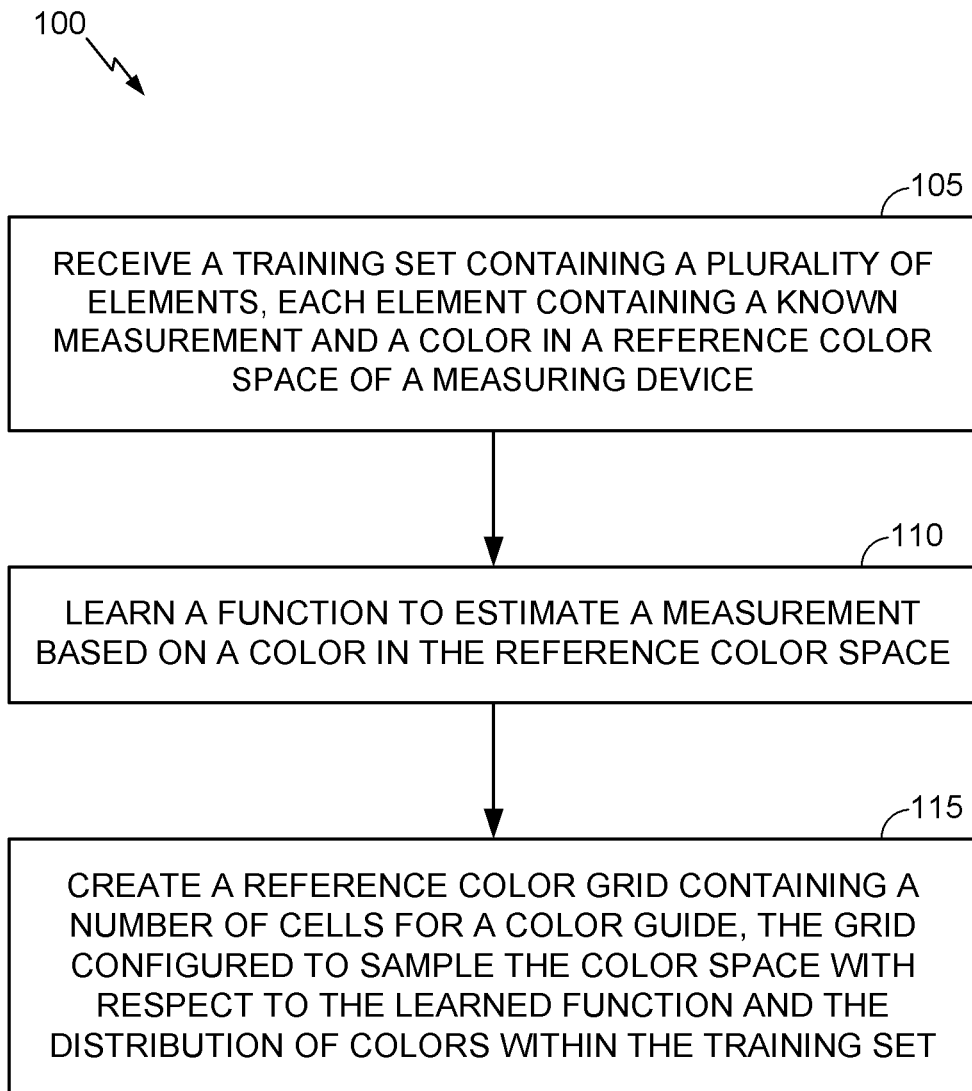 100
105
RECEIVE A TRAINING SET CONTAINING A PLURALITY OF
ELEMENTS, EACH ELEMENT CONTAINING A KNOWN
MEASUREMENT AND A COLOR IN A REFERENCE COLOR
SPACE OF A MEASURING DEVICE
110
LEARN A FUNCTION TO ESTIMATE A MEASUREMENT
BASED ON A COLOR IN THE REFERENCE COLOR SPACE
115
CREATE A REFERENCE COLOR GRID CONTAINING A
NUMBER OF CELLS FOR A COLOR GUIDE, THE GRID
CONFIGURED TO SAMPLE THE COLOR SPACE WITH
RESPECT TO THE LEARNED FUNCTION AND THE
DISTRIBUTION OF COLORS WITHIN THE TRAINING SET